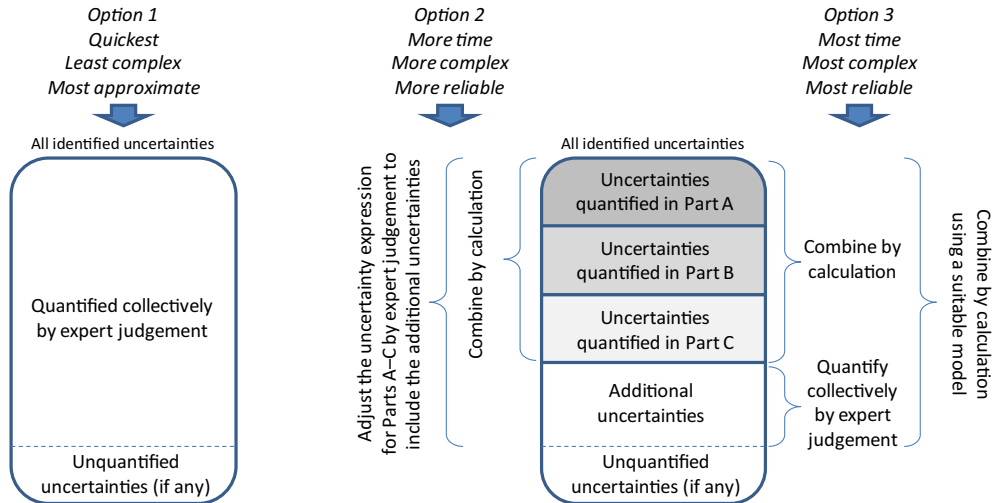 Option 1
Quickest
Least complex
Most approximate
All identified uncertainties
Quantified collectively
by expert judgement
Unquantified
uncertainties (if any)
Option 2
More time
More complex
More reliable
Adjust the uncertainty expression
for Parts A–C by expert judgement to
include the additional uncertainties
Combine by calculation
All identified uncertainties
Uncertainties
quantified in Part A
Uncertainties
quantified in Part B
Uncertainties
quantified in Part C
Additional
uncertainties
Unquantified
uncertainties (if any)
Option 3
Most time
Most complex
Most reliable
Combine by
calculation
Quantify
collectively
by expert
judgement
Combine by calculation
using a suitable model